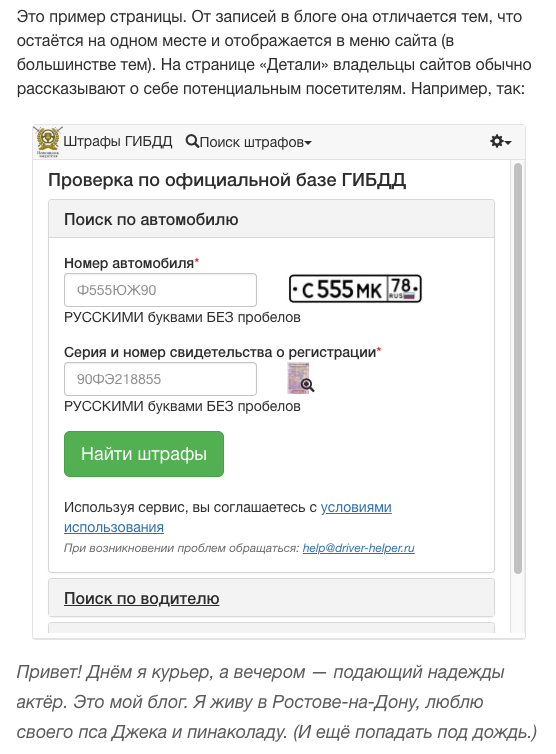 Это пример страницы. От записей в блоге она отличается тем, что
остаётся на одном месте и отображается в меню сайта (в
большинстве тем). На странице «Детали» владельцы сайтов обычно
рассказывают о себе потенциальным посетителям. Например, так:
Штрафы ГИБДД Поиск штрафов
Проверка по официальной базе ГИБДД
Поиск по автомобилю
Номер автомобиля*
Ф555ЮЖ90
С 555 МК 78 RUS
РУССКИМИ буквами БЕЗ пробелов
Серия и номер свидетельства о регистрации*
90ФЭ218855
РУССКИМИ буквами БЕЗ пробелов
Найти штрафы
Используя сервис, вы соглашаетесь с условиями
использования
При возникновении проблем обращаться: help@driver-helper.ru
Поиск по водителю
Привет! Днём я курьер, а вечером — подающий надежды
актёр. Это мой блог. Я живу в Ростове-на-Дону, люблю
своего пса Джека и пинаколаду. (И ещё попадать под дождь.)